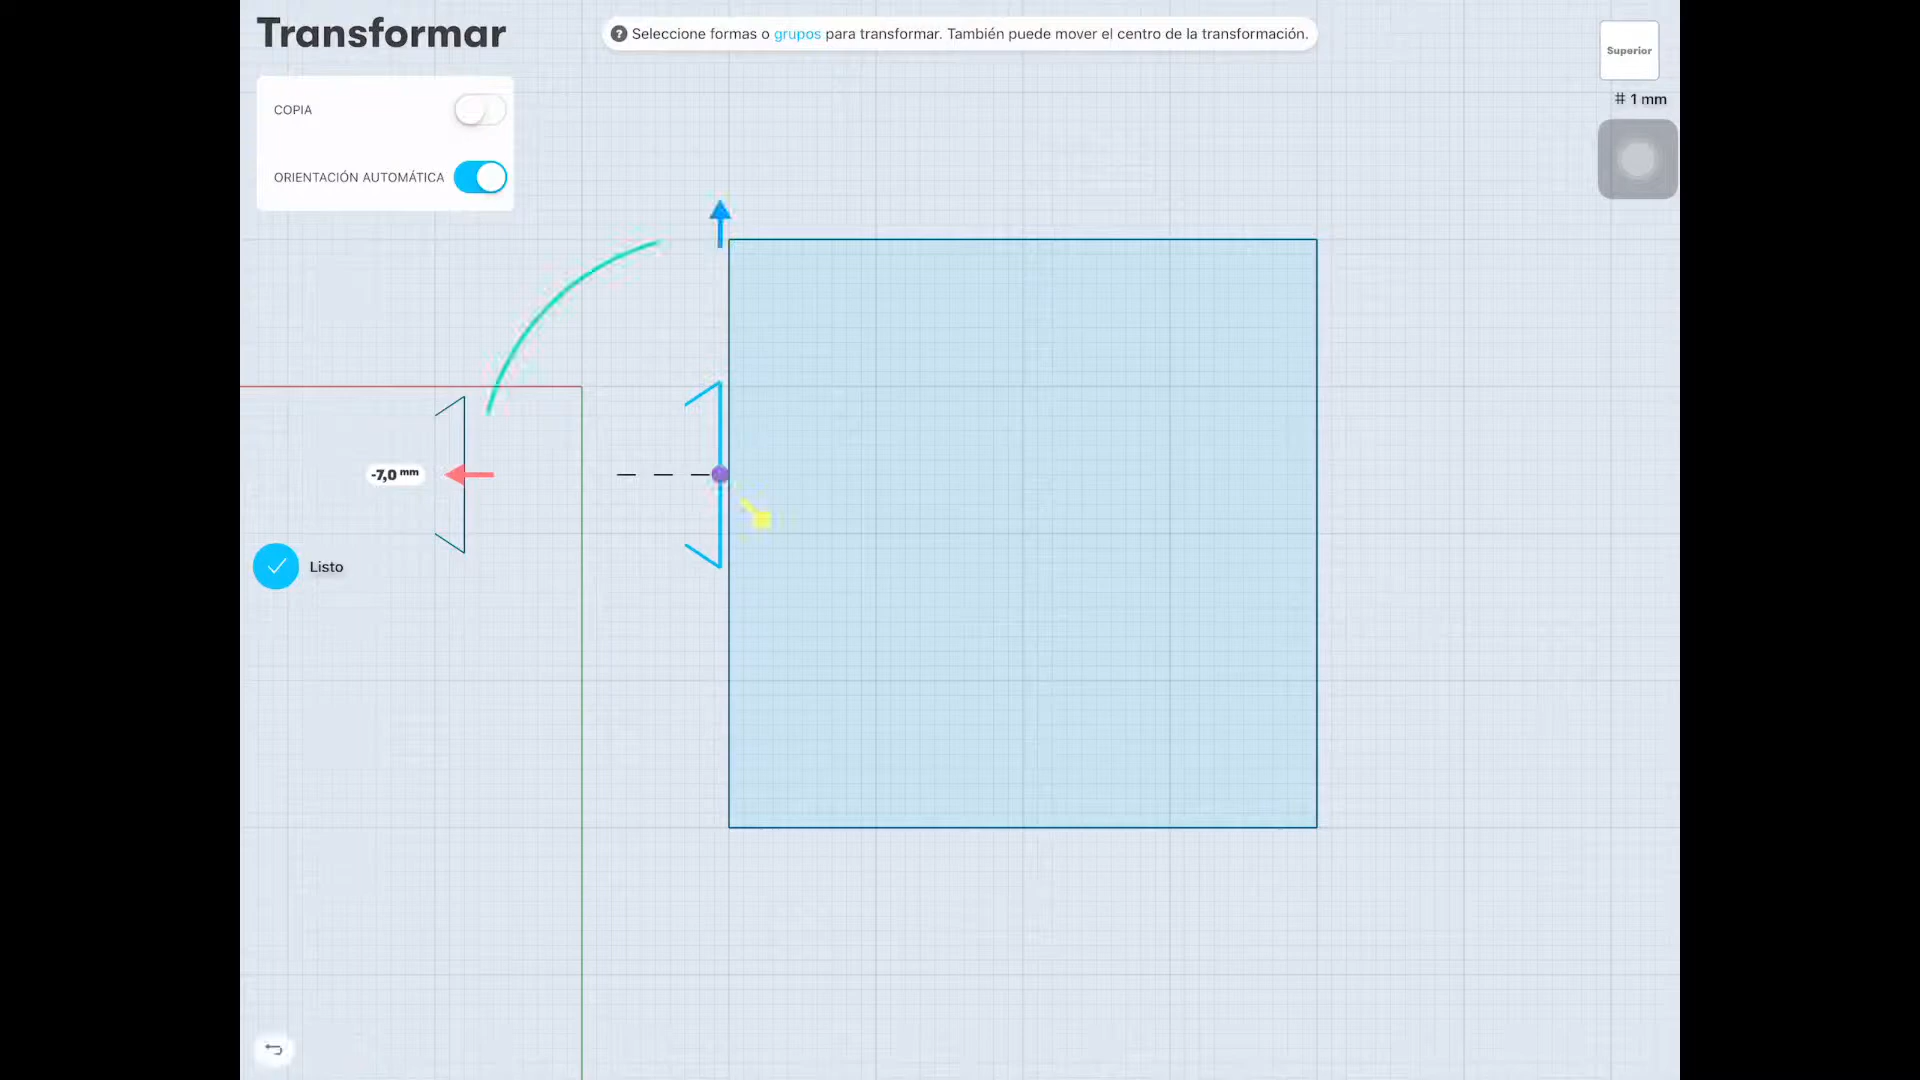 Transformar
Seleccione formas o grupos para transformar. También puede mover el centro de la transformación.
Superior
1 mm
COPIA
ORIENTACIÓN AUTOMÁTICA
-7,0 mm
Listo